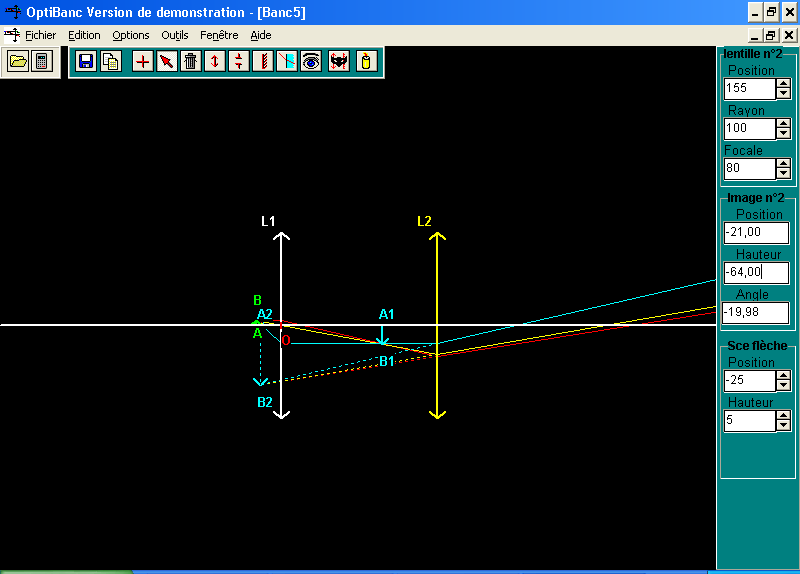 OptiBanc Version de demonstration - [Banc5]
Fichier Edition Options Outils Fenêtre Aide
lentille n°2
Position
155
Rayon
100
Focale
80
Image n°2
Position
-21,00
Hauteur
-64,00
Angle
-19,98
Sce flèche
Position
-25
Hauteur
5
L1 L2
B
A2 A1
A O
B1
B2